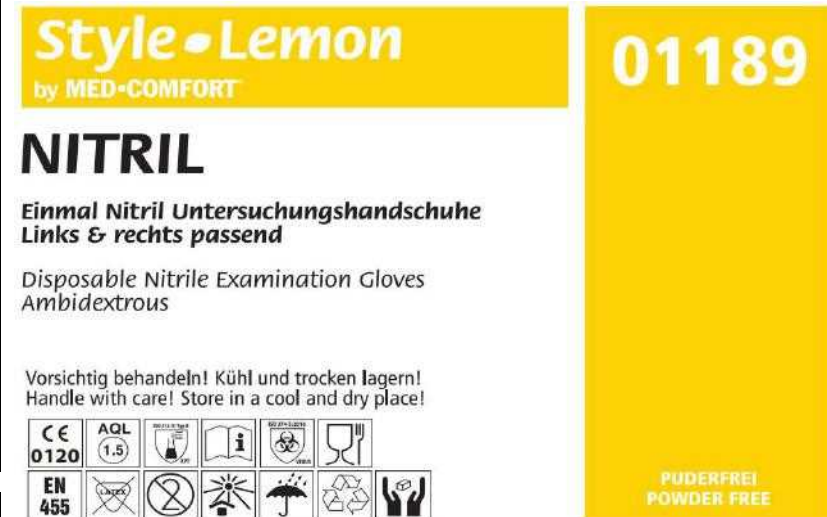 Style•Lemon
by MED•COMFORT
01189
NITRIL
Einmal Nitril Untersuchungshandschuhe
Links & rechts passend
Disposable Nitrile Examination Gloves
Ambidextrous
Vorsichtig behandeln! Kühl und trocken lagern!
Handle with care! Store in a cool and dry place!
CE
0120
AQL
1.5
i
EN
455
LATEX
2
PUDERFREI
POWDER FREE